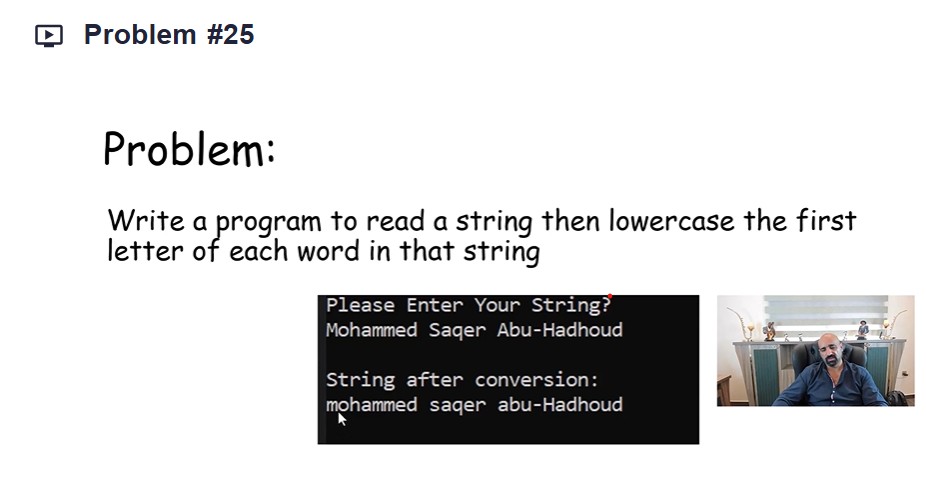 Problem #25
Problem:
Write a program to read a string then lowercase the first
letter of each word in that string
Please Enter Your String?
Mohammed Saqer Abu-Hadhoud
String after conversion:
mohammed saqer abu-Hadhoud